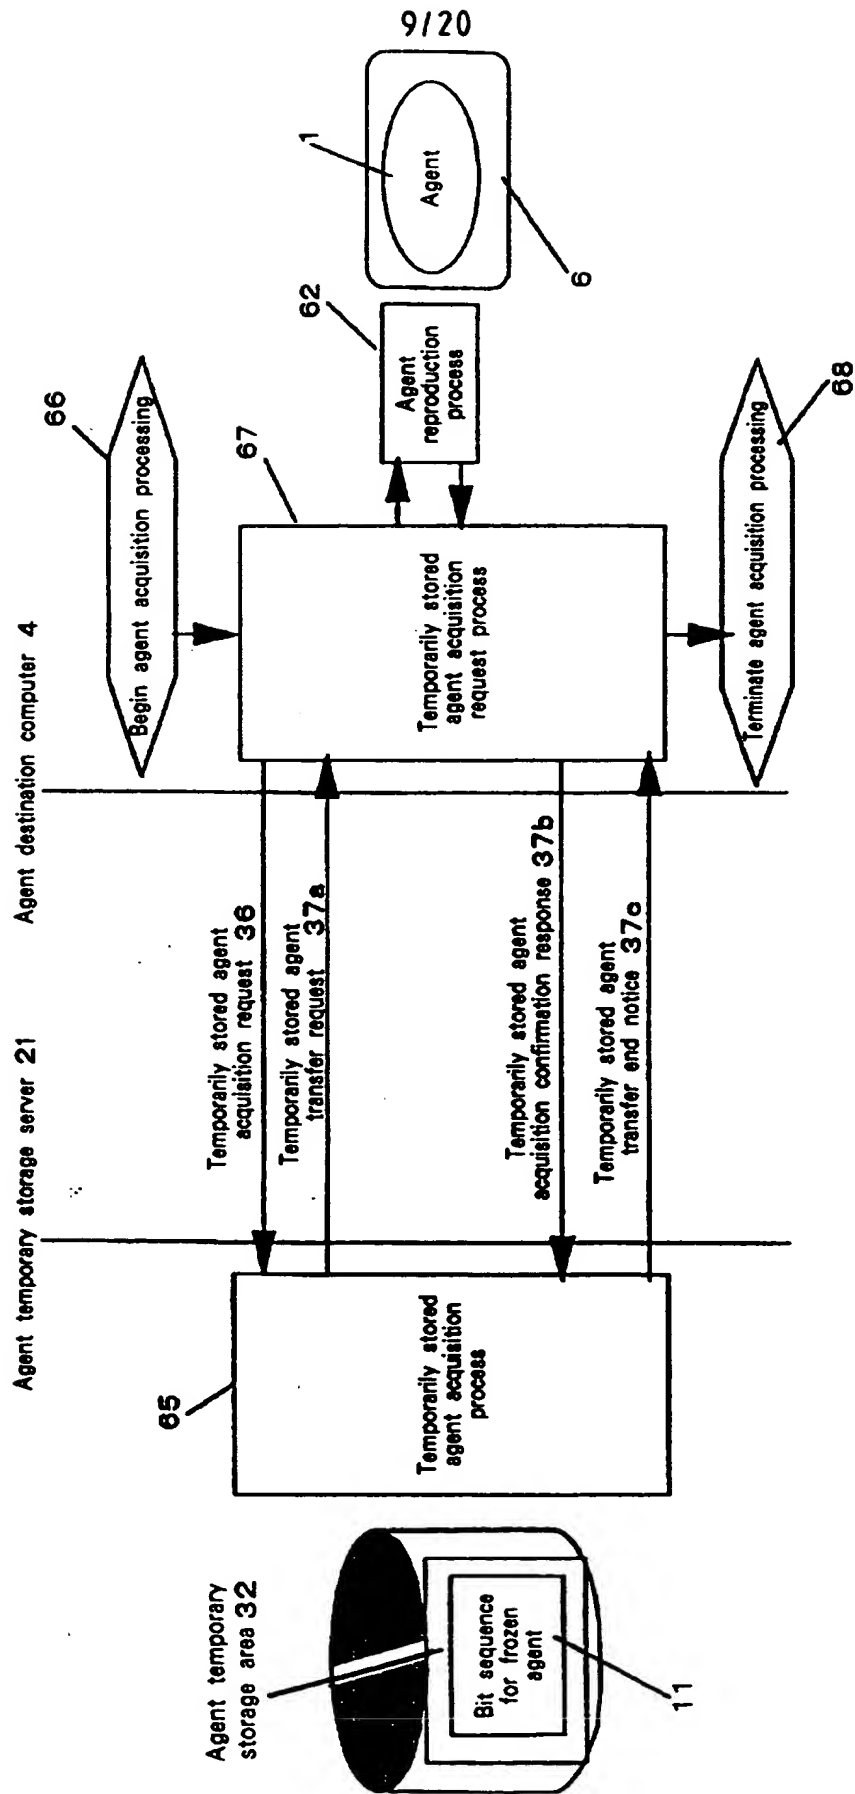 9/20
Agent temporary storage server 21
Agent destination computer 4
Agent temporary
storage area 32
Bit sequence
for frozen
agent
11
65
Temporarily stored
agent acquisition
process
Temporarily stored agent
acquisition request 36
Temporarily stored agent
transfer request 37a
Temporarily stored agent
acquisition confirmation response 37b
Temporarily stored agent
transfer end notice 37c
66
Begin agent acquisition processing
67
Temporarily stored
agent acquisition
request process
Terminate agent acquisition processing
68
62
Agent
reproduction
process
1
Agent
6